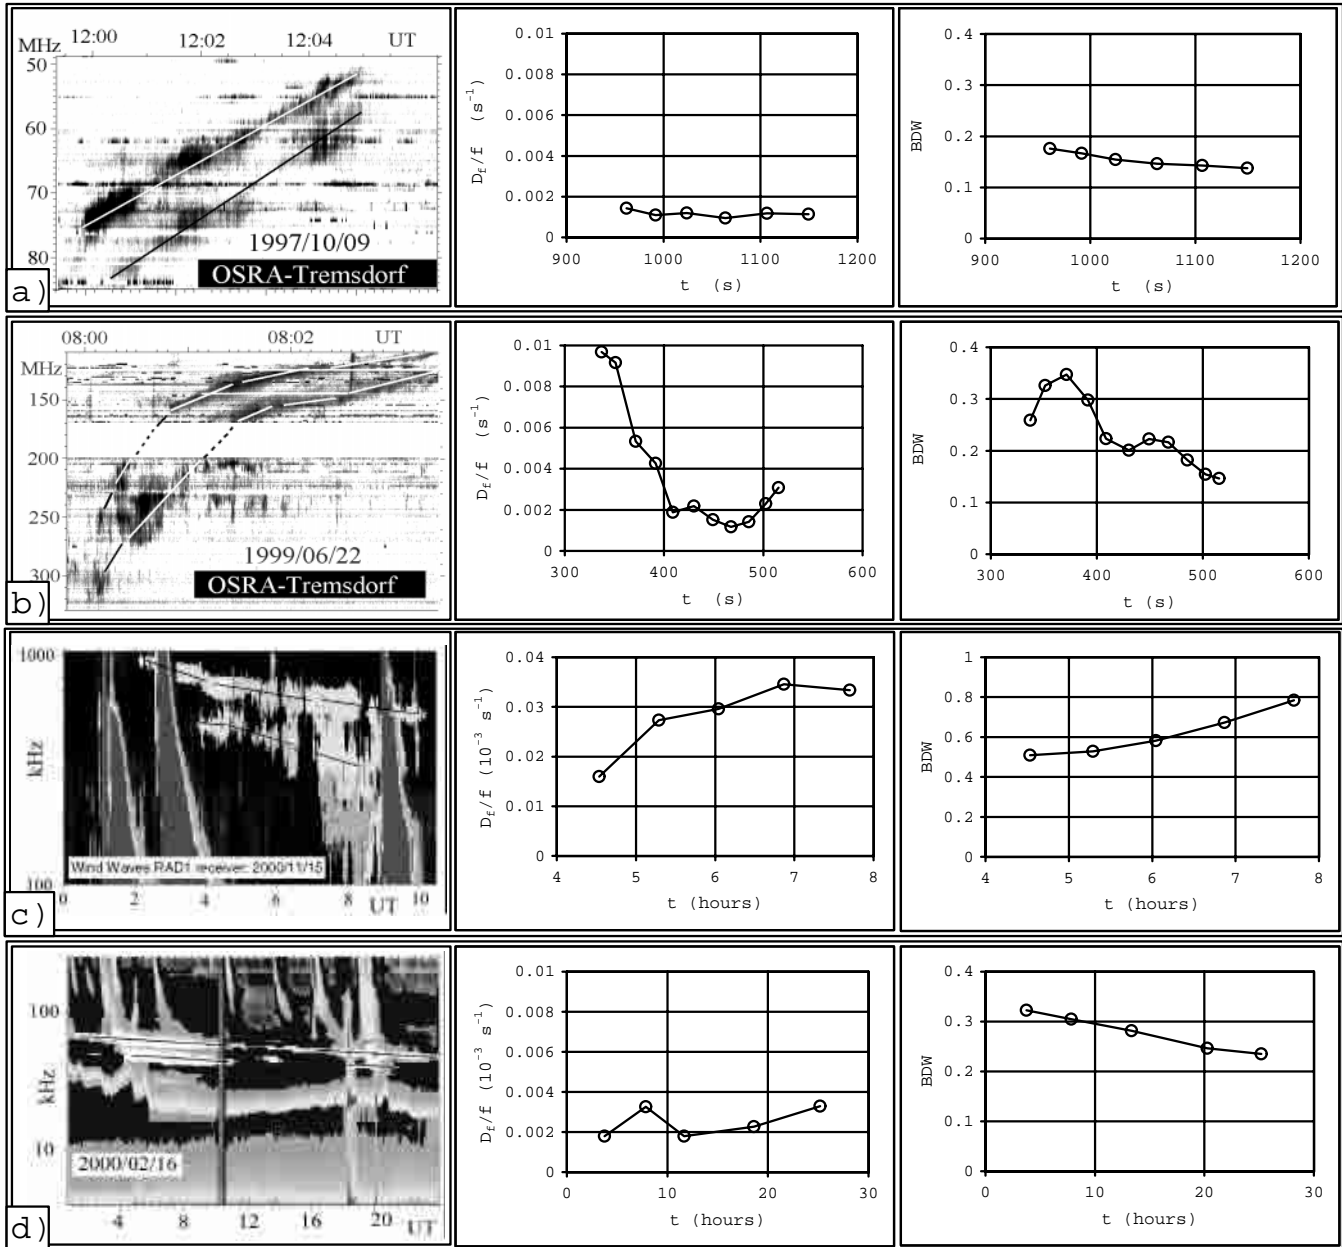 12:00 12:02 12:04 UT
MHz
50
60
70
80
1997/10/09
OSRA-Tremsdorf
a)
D_f/f (s⁻¹)
0.01
0.008
0.006
0.004
0.002
0
900 1000 1100 1200
t (s)
BDW
0.4
0.3
0.2
0.1
0
900 1000 1100 1200
t (s)
08:00 08:02 UT
MHz
150
200
250
300
1999/06/22
OSRA-Tremsdorf
b)
D_f/f (s⁻¹)
0.01
0.008
0.006
0.004
0.002
0
300 400 500 600
t (s)
BDW
0.4
0.3
0.2
0.1
0
300 400 500 600
t (s)
1000
kHz
100
Wind Waves RAD1 receiver: 2000/11/15
0 2 4 6 8 UT 10
c)
D_f/f (10⁻³ s⁻¹)
0.04
0.03
0.02
0.01
0
4 5 6 7 8
t (hours)
BDW
1
0.8
0.6
0.4
0.2
0
4 5 6 7 8
t (hours)
100
kHz
10
2000/02/16
4 8 12 16 20 UT
d)
D_f/f (10⁻³ s⁻¹)
0.01
0.008
0.006
0.004
0.002
0
0 10 20 30
t (hours)
BDW
0.4
0.3
0.2
0.1
0
0 10 20 30
t (hours)